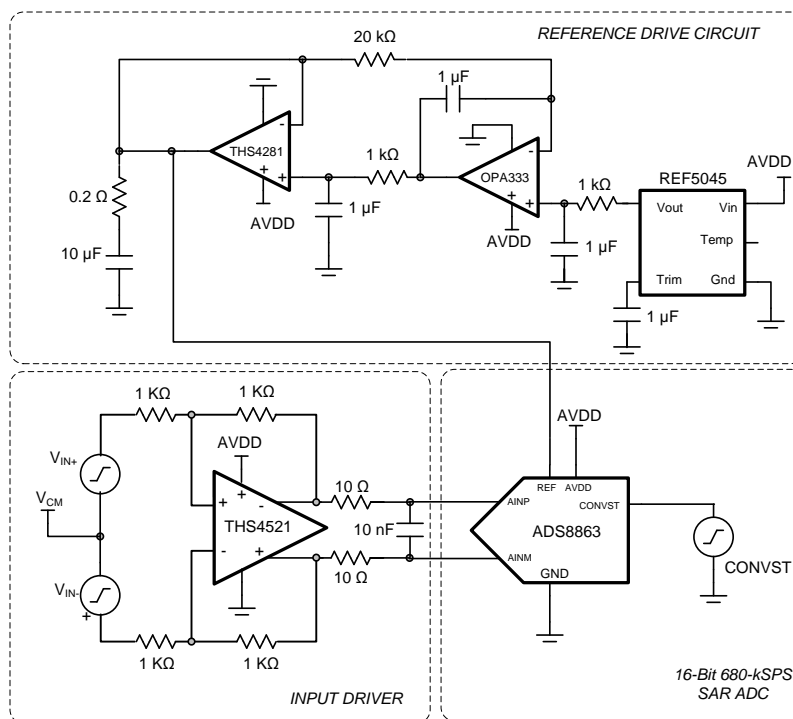 REFERENCE DRIVE CIRCUIT
20 kΩ
1 µF
-
THS4281
+ +
AVDD
1 kΩ
1 µF
-
OPA333
+ +
AVDD
1 kΩ
1 µF
REF5045
AVDD
Vout Vin
Temp
Trim Gnd
1 µF
0.2 Ω
10 µF
1 KΩ 1 KΩ
AVDD
VIN+
VCM
VIN-
+
+ + -
THS4521
- +
10 Ω
10 nF
10 Ω
1 KΩ 1 KΩ
INPUT DRIVER
AVDD
REF AVDD
AINP CONVST
ADS8863
AINM
GND
CONVST
16-Bit 680-kSPS
SAR ADC